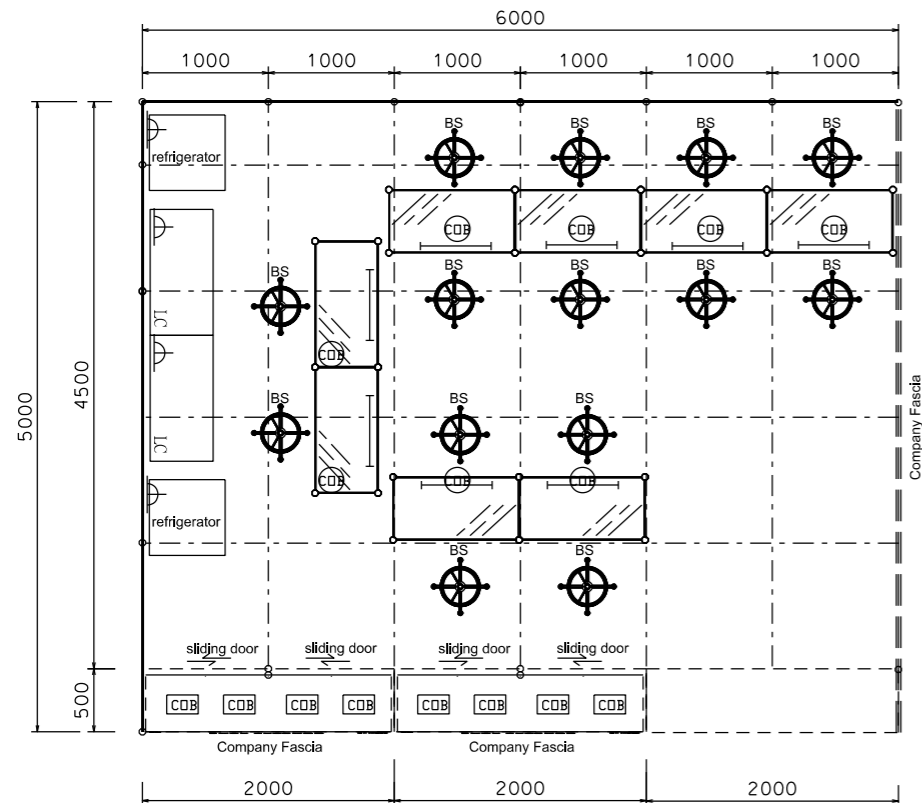 6000
1000 1000 1000 1000 1000 1000
BS BS BS BS
refrigerator
COB COB COB COB
BS BS BS BS BS
LC
COB
5000
4500
LC
BS BS BS
Company Fascia
COB COB COB
refrigerator
BS BS
sliding door sliding door sliding door sliding door
500
COB COB COB COB COB COB COB COB
Company Fascia Company Fascia
2000 2000 2000